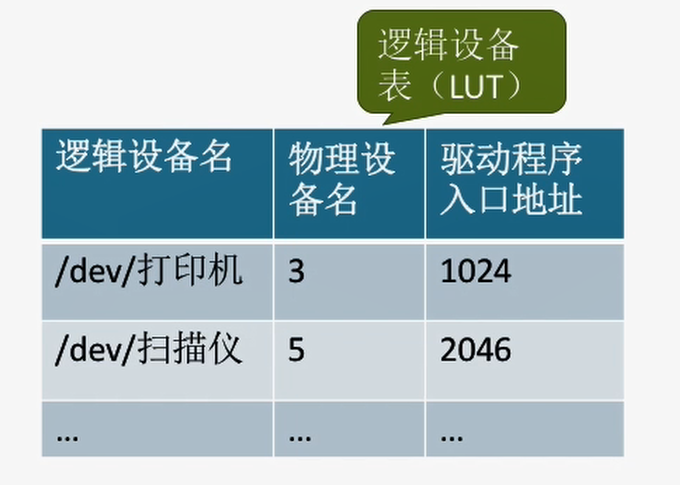 逻辑设备
表（LUT）
逻辑设备名 物理设 驱动程序
备名 入口地址
/dev/打印机 3 1024
/dev/扫描仪 5 2046
... ... ...